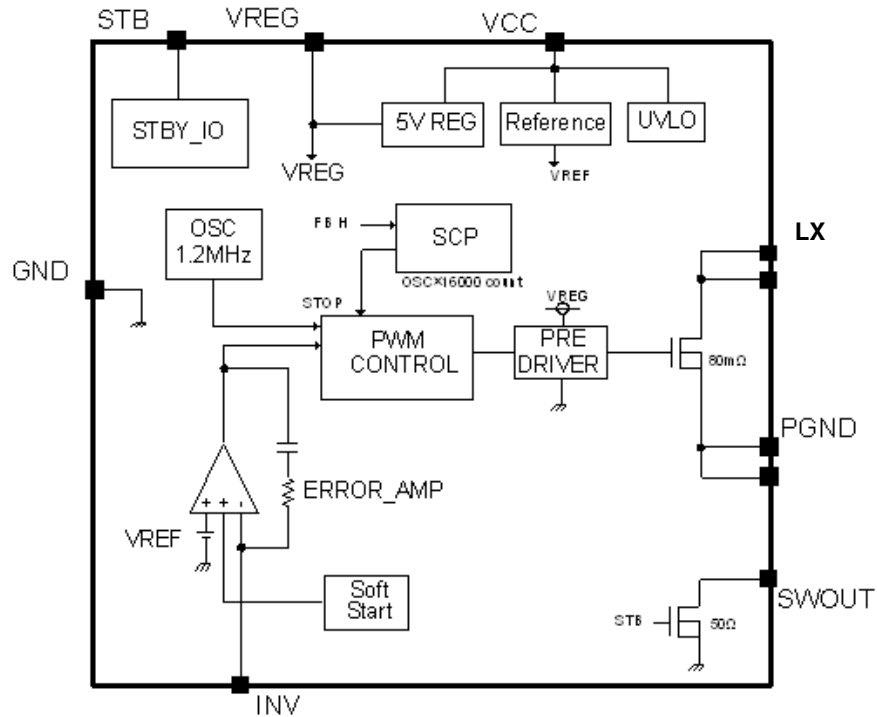 STB
VREG
VCC
STBY_IO
5V REG
Reference
UVLO
VREG
VREF
OSC
1.2MHz
FBH
SCP
LX
GND
OSC×16000 count
STOP
VREG
PWM
CONTROL
PRE
DRIVER
80mΩ
PGND
+ + -
ERROR_AMP
VREF
Soft
Start
SWOUT
STB
50Ω
INV